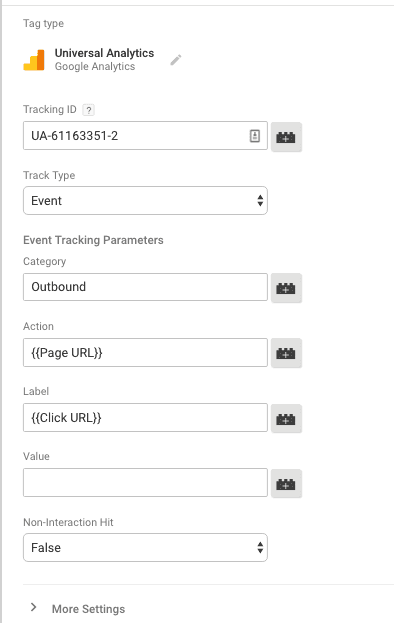 Tag type
Universal Analytics
Google Analytics
Tracking ID ?
UA-61163351-2
Track Type
Event
Event Tracking Parameters
Category
Outbound
Action
{{Page URL}}
Label
{{Click URL}}
Value
Non-Interaction Hit
False
More Settings